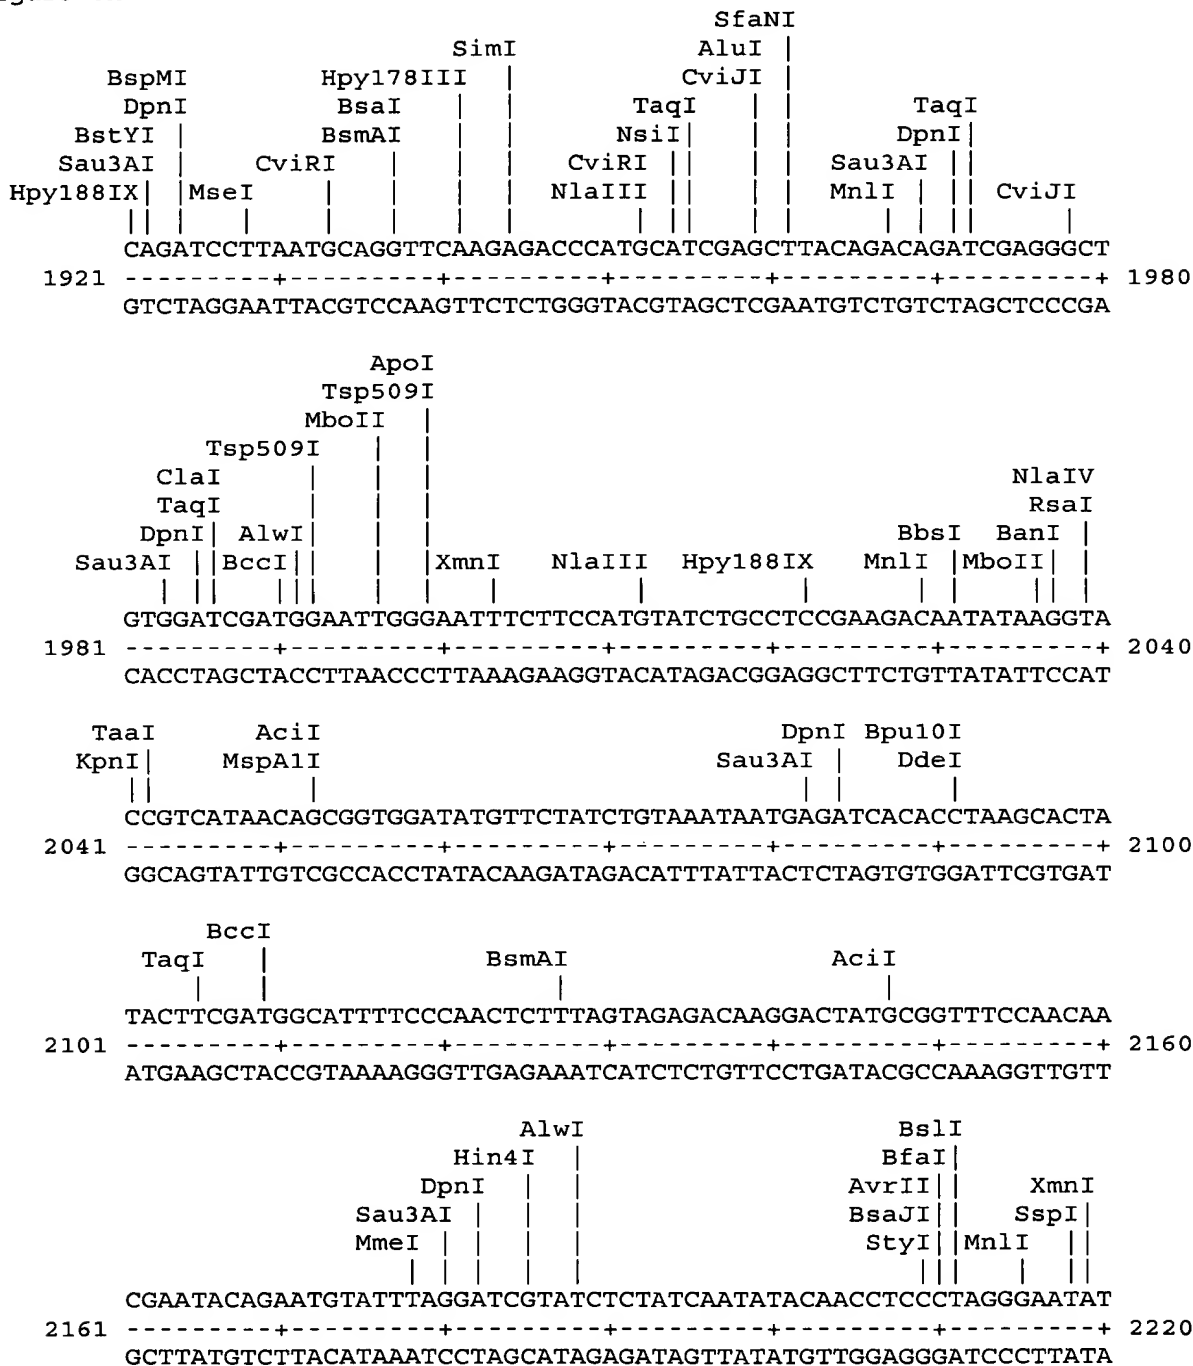 SfaNI
SimI AluI |
BspMI Hpy178III | CviJI | |
DpnI BsaI | | TaqI | | TaqI
BstYI | BsmAI | | NsiI| | | DpnI|
Sau3AI | CviRI | | | CviRI || | | Sau3AI ||
Hpy188IX| |MseI | | | | NlaIII || | | MnlI | || CviJI
|| | | | | | | | || | | | | || |
CAGATCCTTAATGCAGGTTCAAGAGACCCATGCATCGAGCTTACAGACAGATCGAGGGCT
1921 ---------+---------+---------+---------+---------+---------+ 1980
GTCTAGGAATTACGTCCAAGTTCTCTGGGTACGTAGCTCGAATGTCTGTCTAGCTCCCGA
ApoI
Tsp509I
MboII |
Tsp509I | |
ClaI | | | NlaIV
TaqI | | | RsaI
DpnI| AlwI| | | BbsI BanI |
Sau3AI ||BccI|| | |XmnI NlaIII Hpy188IX MnlI |MboII| |
| || || | | | | | | | | || |
GTGGATCGATGGAATTGGGAATTTCTTCCATGTATCTGCCTCCGAAGACAATATAAGGTA
1981 ---------+---------+---------+---------+---------+---------+ 2040
CACCTAGCTACCTTAACCCTTAAAGAAGGTACATAGACGGAGGCTTCTGTTATATTCCAT
TaaI AciI DpnI Bpu10I
KpnI| MspA1I Sau3AI | DdeI
|| | | | |
CCGTCATAACAGCGGTGGATATGTTCTATCTGTAAATAATGAGATCACACCTAAGCACTA
2041 ---------+---------+---------+---------+---------+---------+ 2100
GGCAGTATTGTCGCCACCTATACAAGATAGACATTTATTACTCTAGTGTGGATTCGTGAT
BccI
TaqI | BsmAI AciI
| | | |
TACTTCGATGGCATTTTCCCAACTCTTTAGTAGAGACAAGGACTATGCGGTTTCCAACAA
2101 ---------+---------+---------+---------+---------+---------+ 2160
ATGAAGCTACCGTAAAAGGGTTGAGAAATCATCTCTGTTCCTGATACGCCAAAGGTTGTT
AlwI BslI
Hin4I | BfaI|
DpnI | | AvrII|| XmnI
Sau3AI | | | BsaJI|| SspI|
MmeI | | | | StyI||MnlI ||
| | | | | ||| | ||
CGAATACAGAATGTATTTAGGATCGTATCTCTATCAATATACAACCTCCCTAGGGAATAT
2161 ---------+---------+---------+---------+---------+---------+ 2220
GCTTATGTCTTACATAAATCCTAGCATAGAGATAGTTATATGTTGGAGGGATCCCTTATA